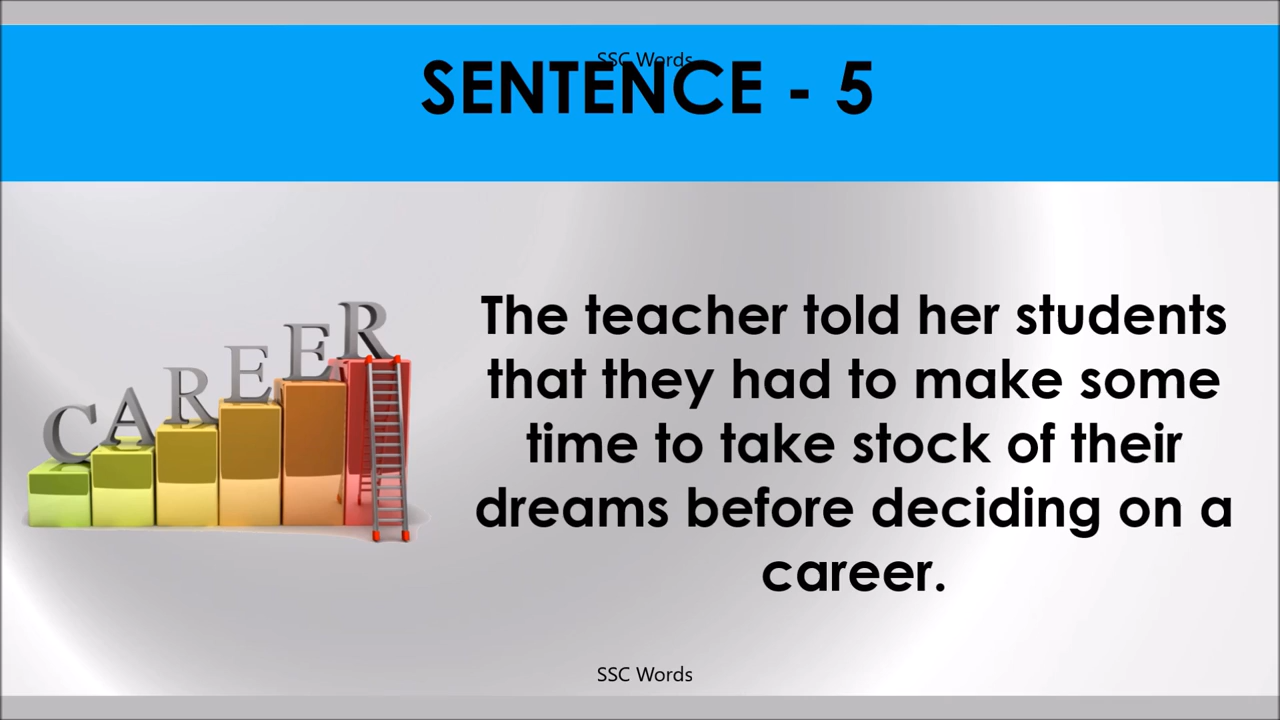 SSC Words
SENTENCE - 5
CAREER
The teacher told her students
that they had to make some
time to take stock of their
dreams before deciding on a
career.
SSC Words